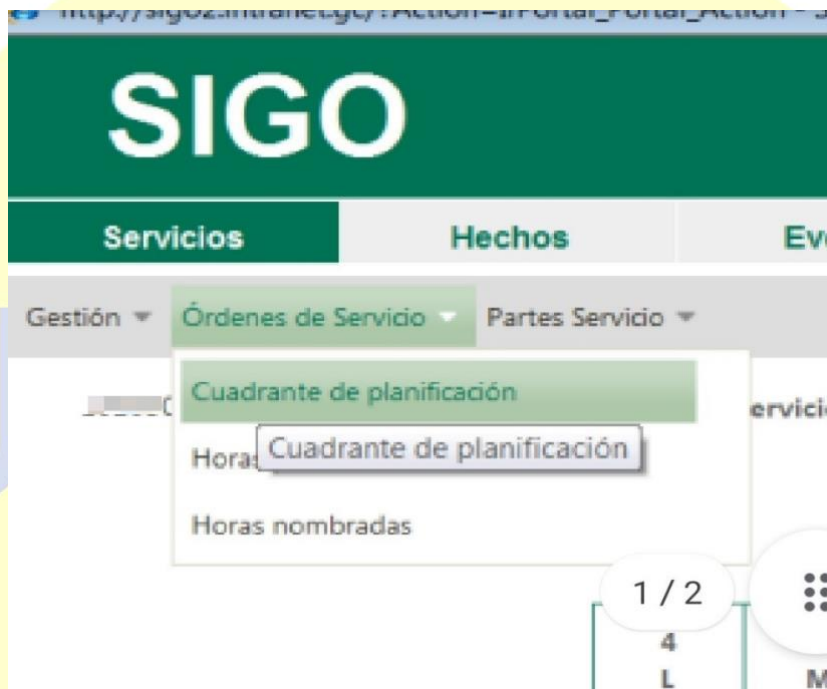 SIGO
Servicios Hechos
Gestión Órdenes de Servicio Partes Servicio
Cuadrante de planificación
Cuadrante de planificación
Horas nombradas
1 / 2
4
L M